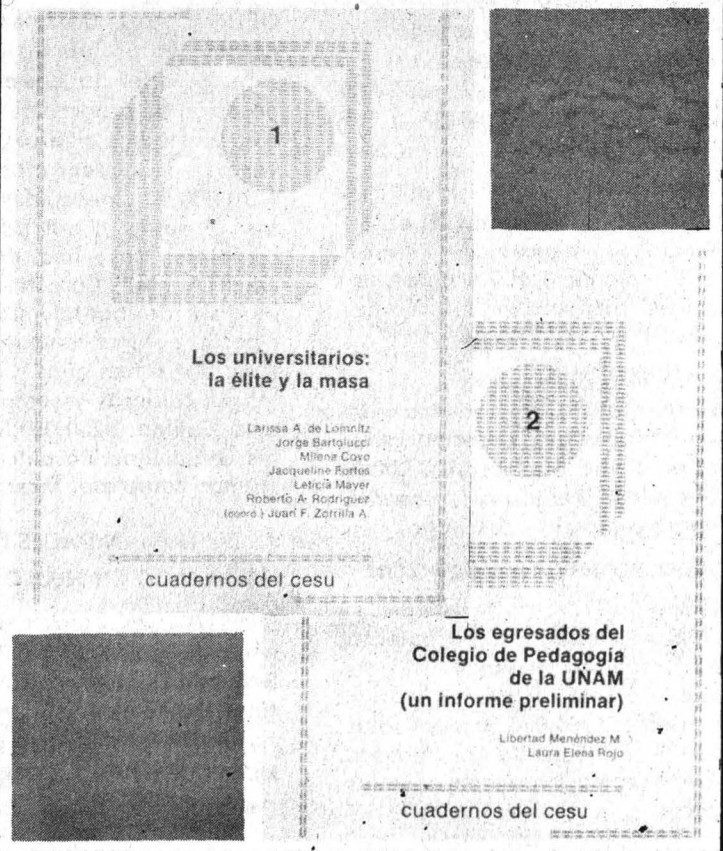 1
Los universitarios:
la élite y la masa
Larissa A. de Lomnitz
Jorge Bartolucci
Milena Covo
Jacqueline Fortes
Leticia Mayer
Roberto A. Rodríguez
(coord.) Juan F. Zorrilla A.
cuadernos del cesu
2
Los egresados del
Colegio de Pedagogía
de la UNAM
(un informe preliminar)
Libertad Menéndez M.
Laura Elena Rojo
cuadernos del cesu